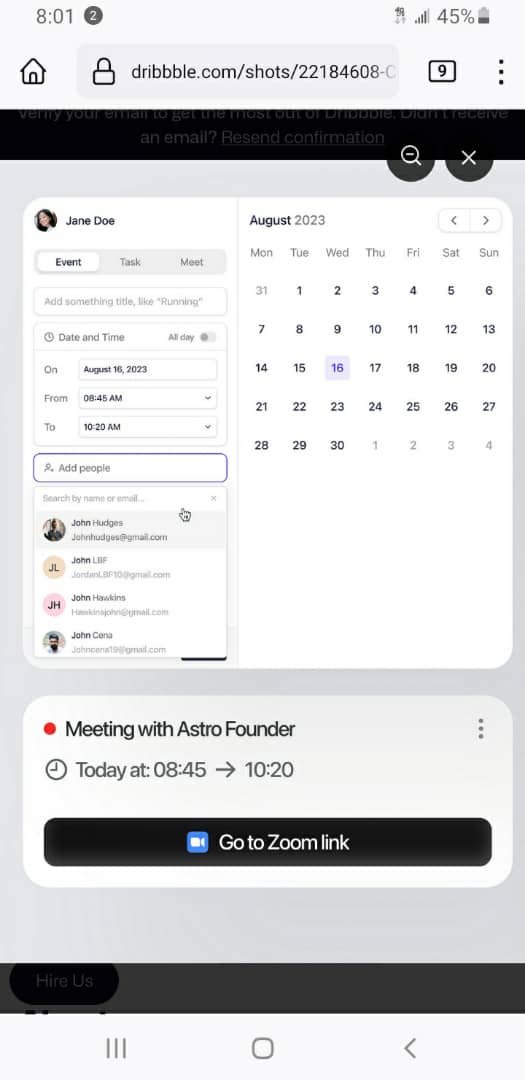 8:01 2 45%
dribbble.com/shots/22184608-C 9
Verify your email to get the most out of Dribbble. Didn't receive
an email? Resend confirmation
Jane Doe
Event Task Meet
Add something title, like "Running"
Date and Time All day
On August 16, 2023
From 08:45 AM
To 10:20 AM
Add people
Search by name or email...
John Hudges
Johnhudges@gmail.com
JL John LBF
JordanLBF10@gmail.com
JH John Hawkins
Hawkinsjohn@gmail.com
John Cena
Johncena19@gmail.com
August 2023
Mon Tue Wed Thu Fri Sat Sun
31 1 2 3 4 5 6
7 8 9 10 11 12 13
14 15 16 17 18 19 20
21 22 23 24 25 26 27
28 29 30 1 2 3 4
Meeting with Astro Founder
Today at: 08:45 → 10:20
Go to Zoom link
Hire Us